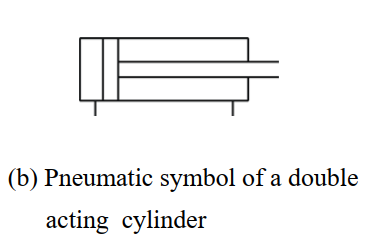 (b) Pneumatic symbol of a double
acting cylinder